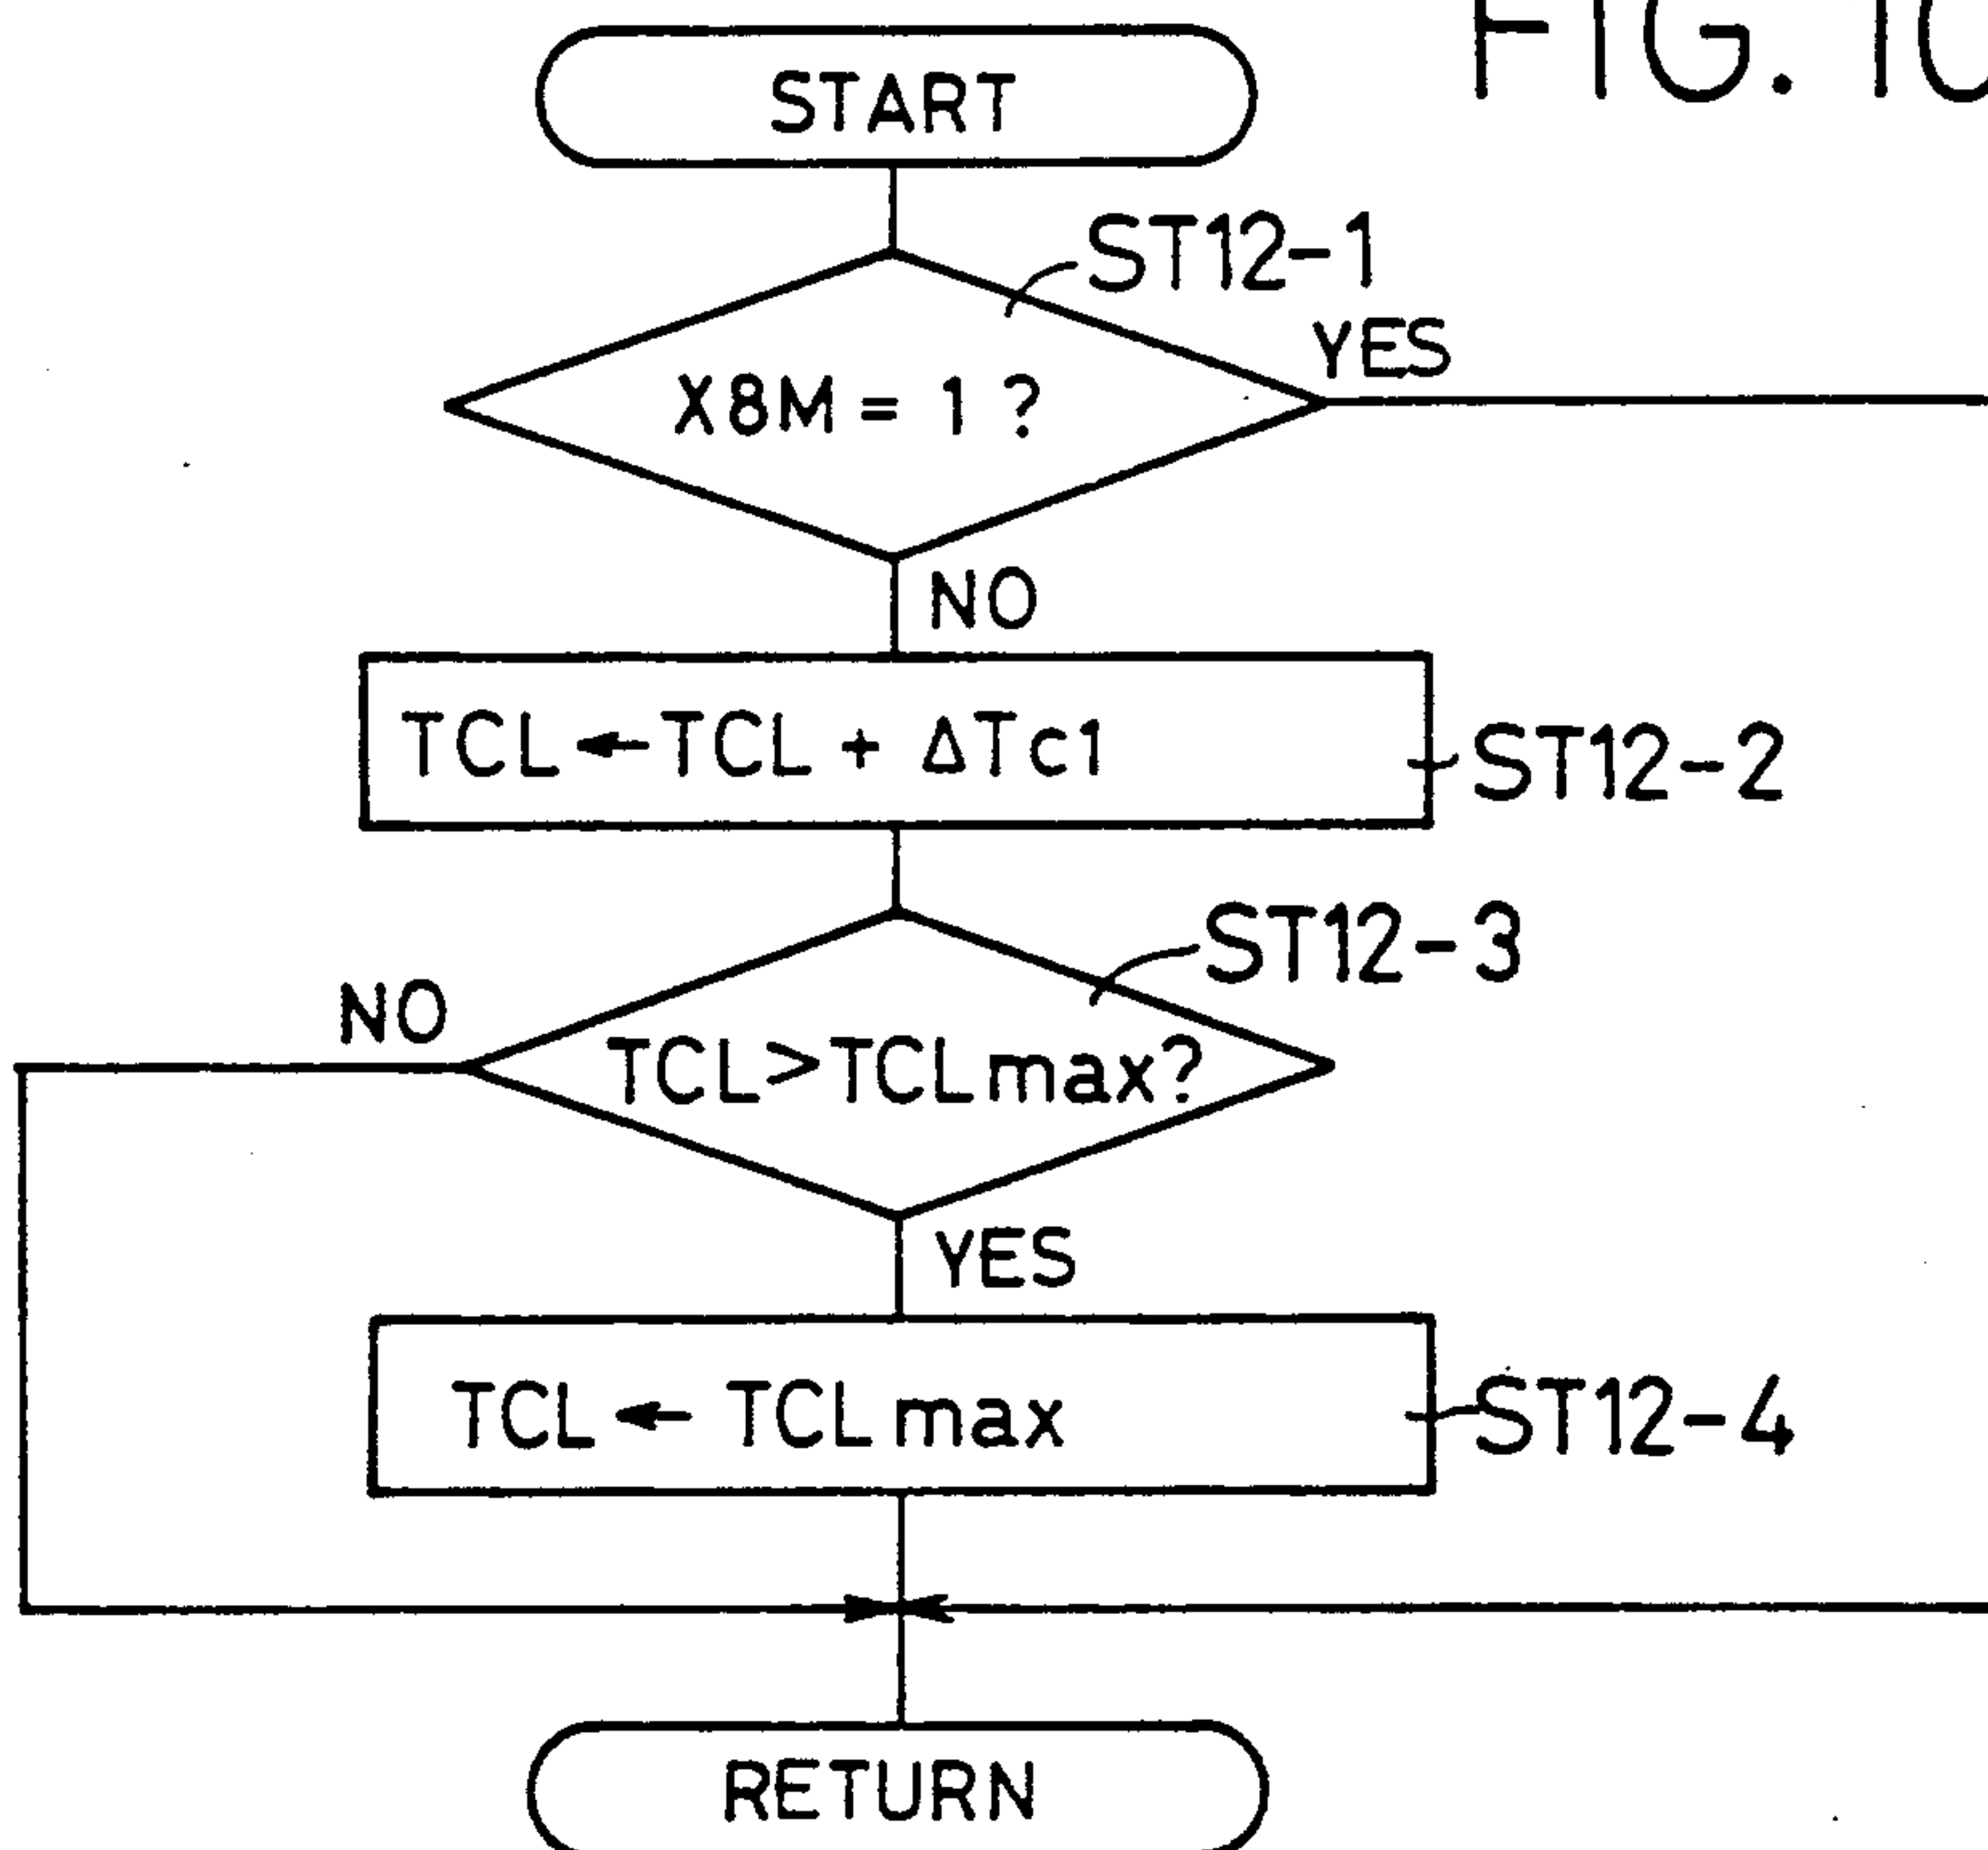 FIG. 10
START
ST12-1
YES
X8M = 1 ?
NO
TCL←TCL + ΔTc1
ST12-2
ST12-3
NO
TCL>TCLmax?
YES
TCL ← TCLmax
ST12-4
RETURN